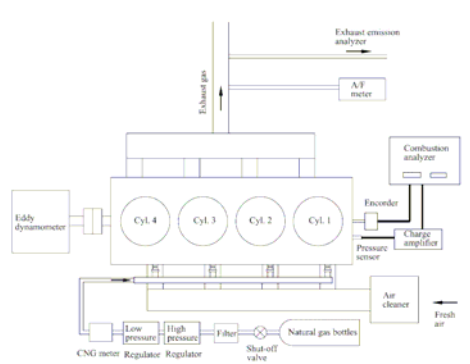 Exhaust emission
analyzer
Exhaust gas
A/F
meter
Combustion
analyzer
Encorder
Eddy
dynamometer
Cyl. 4
Cyl. 3
Cyl. 2
Cyl. 1
Charge
amplifier
Pressure
sensor
Air
cleaner
Fresh
air
CNG meter
Low
pressure
Regulator
High
pressure
Regulator
Filter
Shut-off
valve
Natural gas bottles